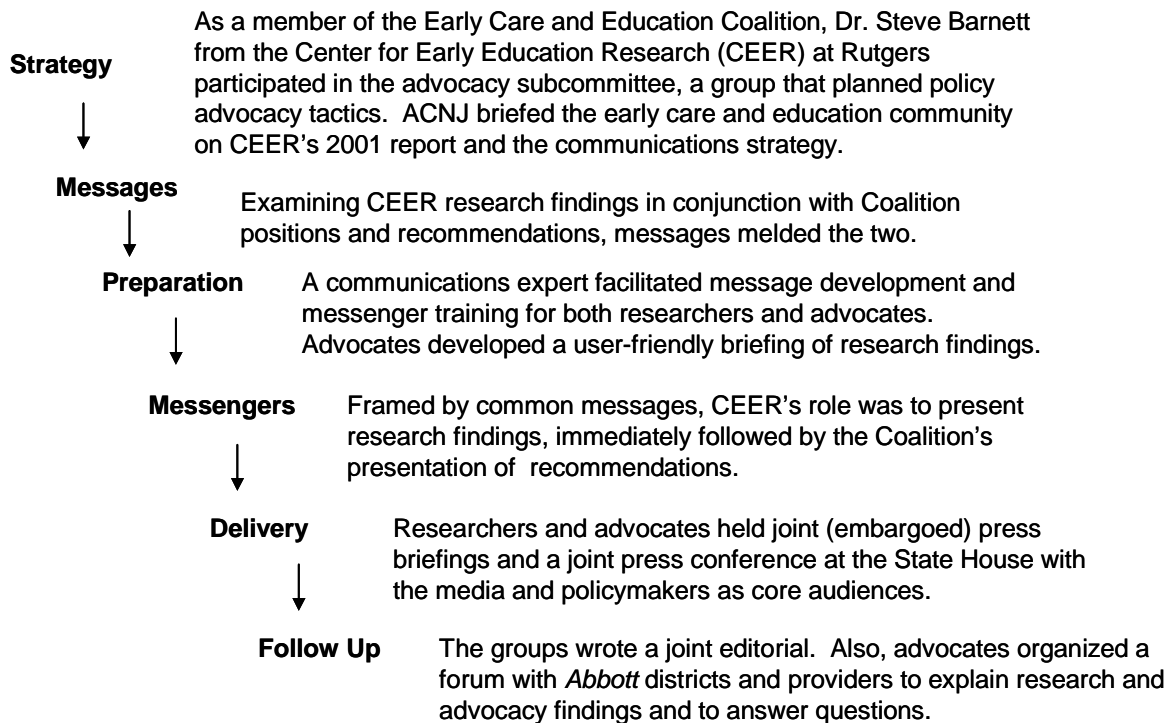 As a member of the Early Care and Education Coalition, Dr. Steve Barnett
from the Center for Early Education Research (CEER) at Rutgers
Strategy
participated in the advocacy subcommittee, a group that planned policy
advocacy tactics. ACNJ briefed the early care and education community
on CEER's 2001 report and the communications strategy.
Messages
Examining CEER research findings in conjunction with Coalition
positions and recommendations, messages melded the two.
Preparation
A communications expert facilitated message development and
messenger training for both researchers and advocates.
Advocates developed a user-friendly briefing of research findings.
Messengers
Framed by common messages, CEER's role was to present
research findings, immediately followed by the Coalition's
presentation of recommendations.
Delivery
Researchers and advocates held joint (embargoed) press
briefings and a joint press conference at the State House with
the media and policymakers as core audiences.
Follow Up
The groups wrote a joint editorial. Also, advocates organized a
forum with Abbott districts and providers to explain research and
advocacy findings and to answer questions.